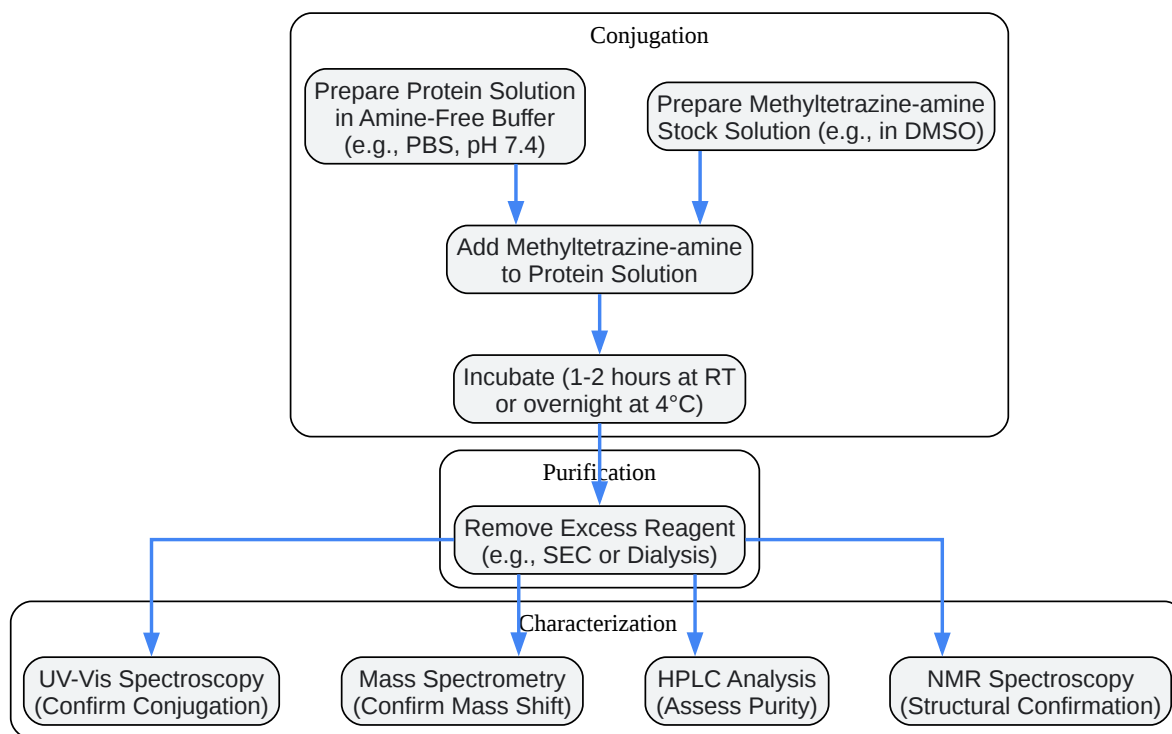 Conjugation
Prepare Protein Solution
in Amine-Free Buffer
(e.g., PBS, pH 7.4)
Prepare Methyltetrazine-amine
Stock Solution (e.g., in DMSO)
Add Methyltetrazine-amine
to Protein Solution
Incubate (1-2 hours at RT
or overnight at 4°C)
Purification
Remove Excess Reagent
(e.g., SEC or Dialysis)
Characterization
UV-Vis Spectroscopy
(Confirm Conjugation)
Mass Spectrometry
(Confirm Mass Shift)
HPLC Analysis
(Assess Purity)
NMR Spectroscopy
(Structural Confirmation)